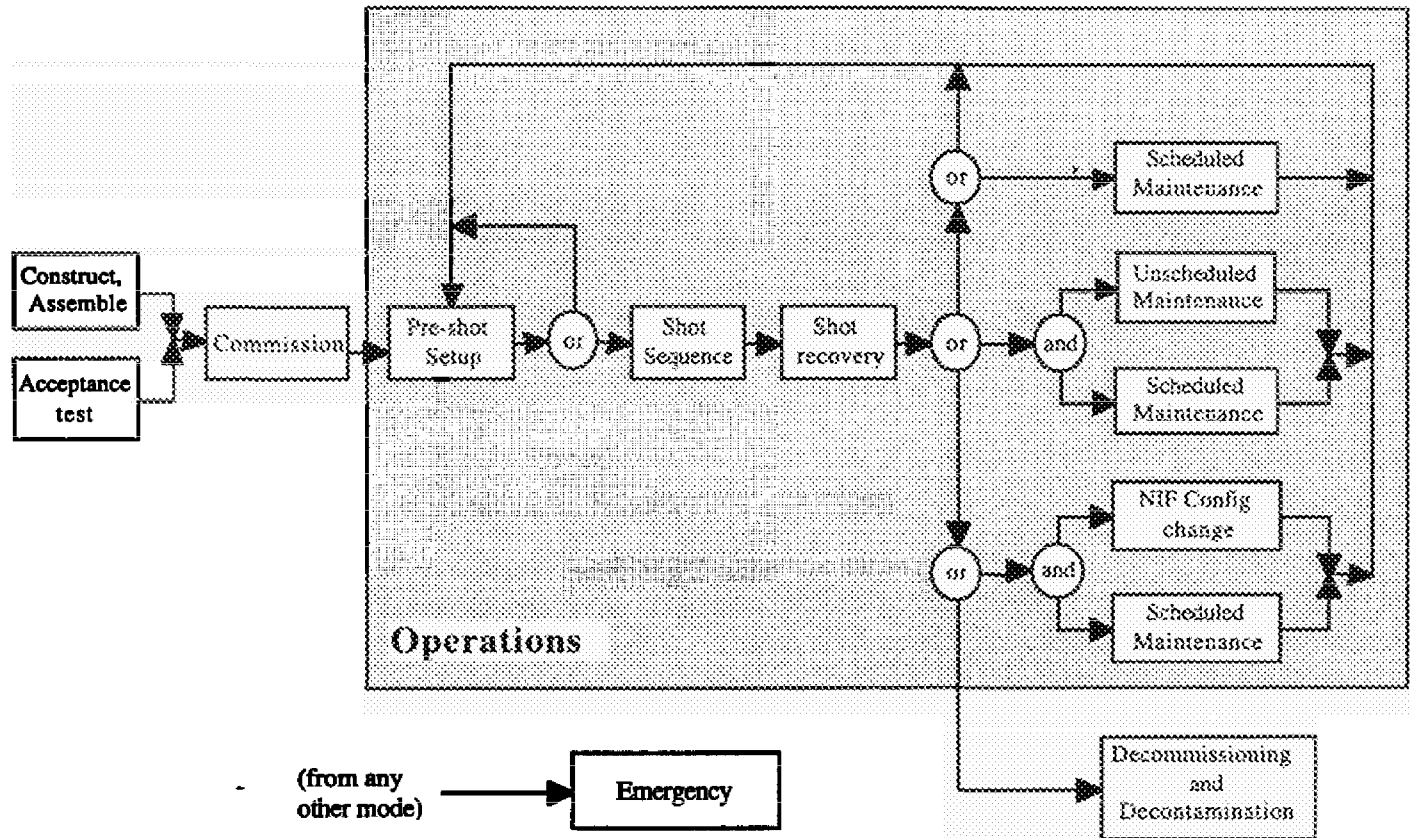 or
Scheduled
Maintenance
Construct,
Assemble
Unscheduled
Maintenance
Commission
Pre-shot
Setup
or
Shot
Sequence
Shot
recovery
or
and
Acceptance
test
Scheduled
Maintenance
NIF Config
change
or
and
Scheduled
Maintenance
Operations
(from any
other mode)
Emergency
Decommissioning
and
Decontamination